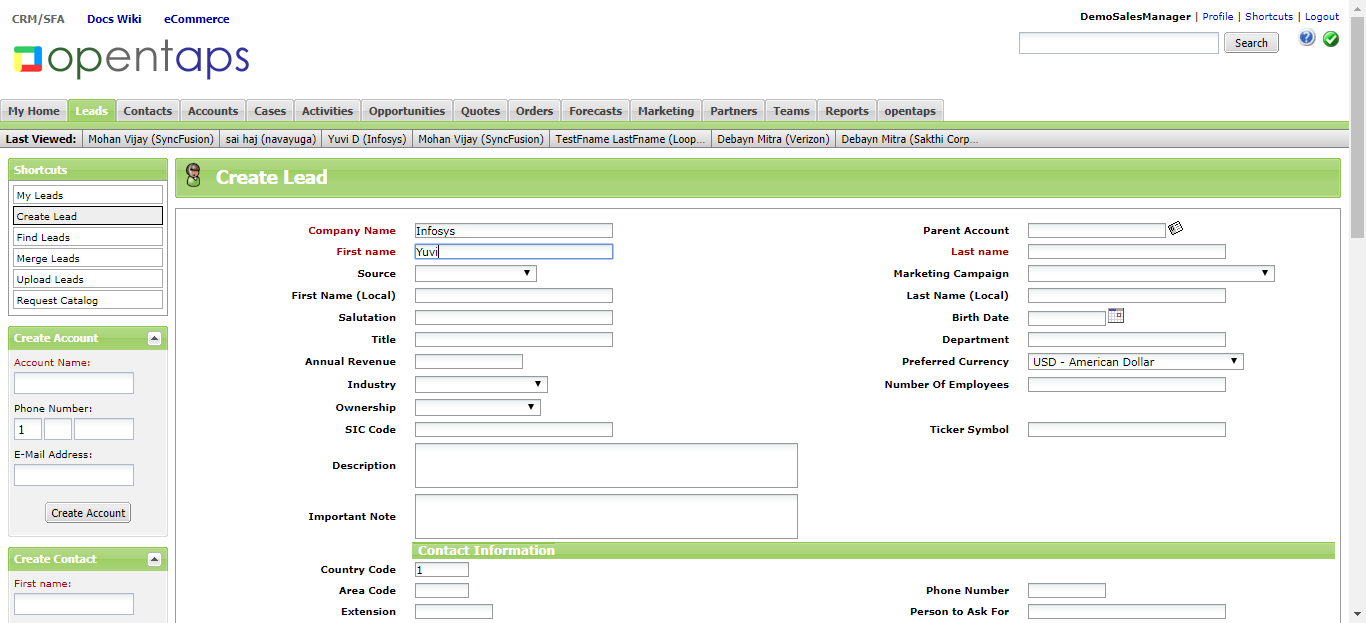 CRM/SFA Docs Wiki eCommerce
DemoSalesManager | Profile | Shortcuts | Logout
opentaps
Search
My Home Leads Contacts Accounts Cases Activities Opportunities Quotes Orders Forecasts Marketing Partners Teams Reports opentaps
Last Viewed: Mohan Vijay (SyncFusion) sai haj (navayuga) Yuvi D (Infosys) Mohan Vijay (SyncFusion) TestFname LastFname (Loop... Debayn Mitra (Verizon) Debayn Mitra (Sakthi Corp...
Shortcuts
My Leads
Create Lead
Find Leads
Merge Leads
Upload Leads
Request Catalog
Create Account
Account Name:
Phone Number:
1
E-Mail Address:
Create Account
Create Contact
First name:
Create Lead
Company Name Infosys Parent Account
First name Yuvi Last name
Source Marketing Campaign
First Name (Local) Last Name (Local)
Salutation Birth Date
Title Department
Annual Revenue Preferred Currency USD - American Dollar
Industry Number Of Employees
Ownership
SIC Code Ticker Symbol
Description
Important Note
Contact Information
Country Code 1
Area Code Phone Number
Extension Person to Ask For